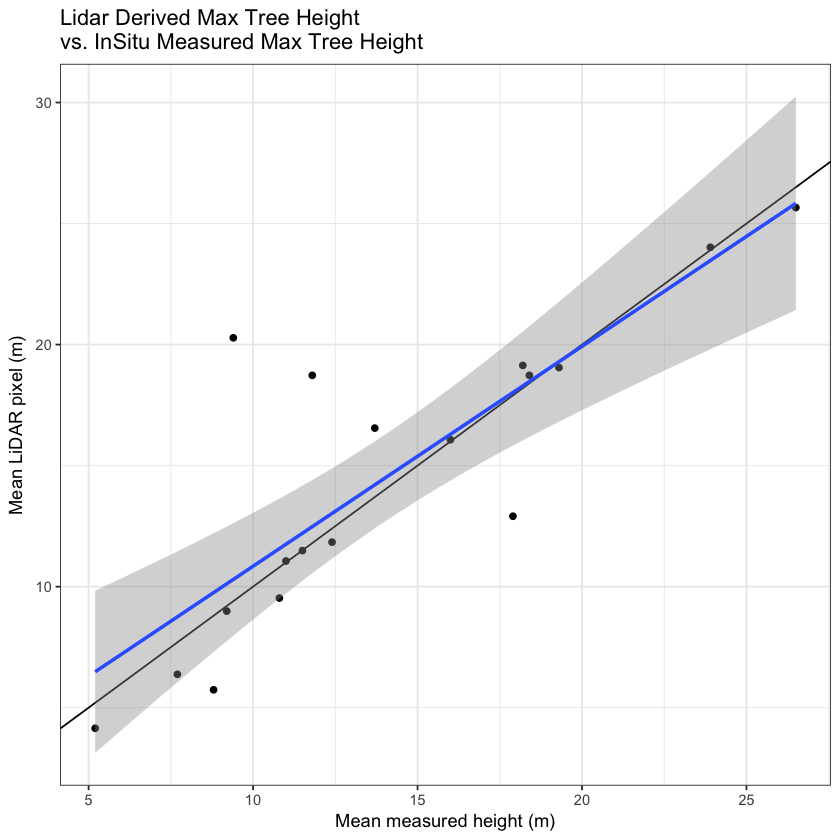 Lidar Derived Max Tree Height
vs. InSitu Measured Max Tree Height
Mean LiDAR pixel (m)
30
20
10
5
10
15
20
25
Mean measured height (m)